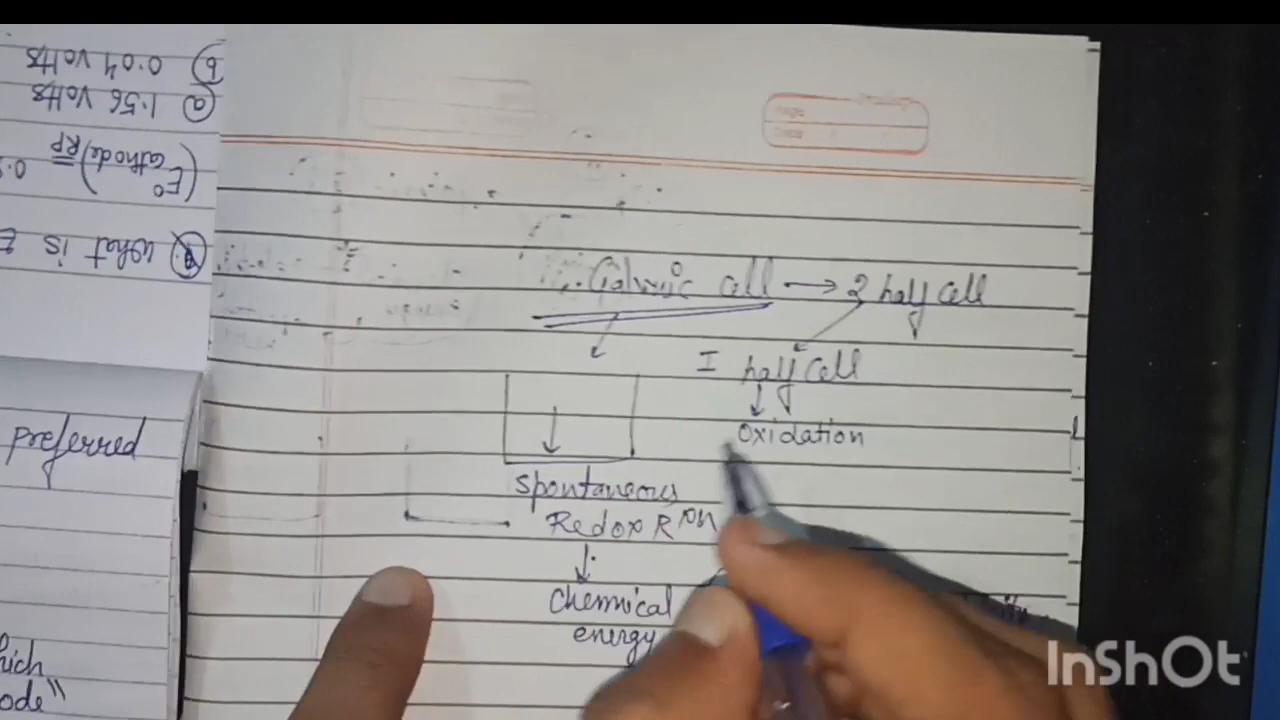 Galvanic cell → 2 half cell
I half cell
Oxidation
Spontaneous
Redox Rxn
Chemical
energy
Q. What is
(E° cathode)RP = 0.
(a) 1.56 Volts
(b) 0.04 Volts
preferred
InShOt